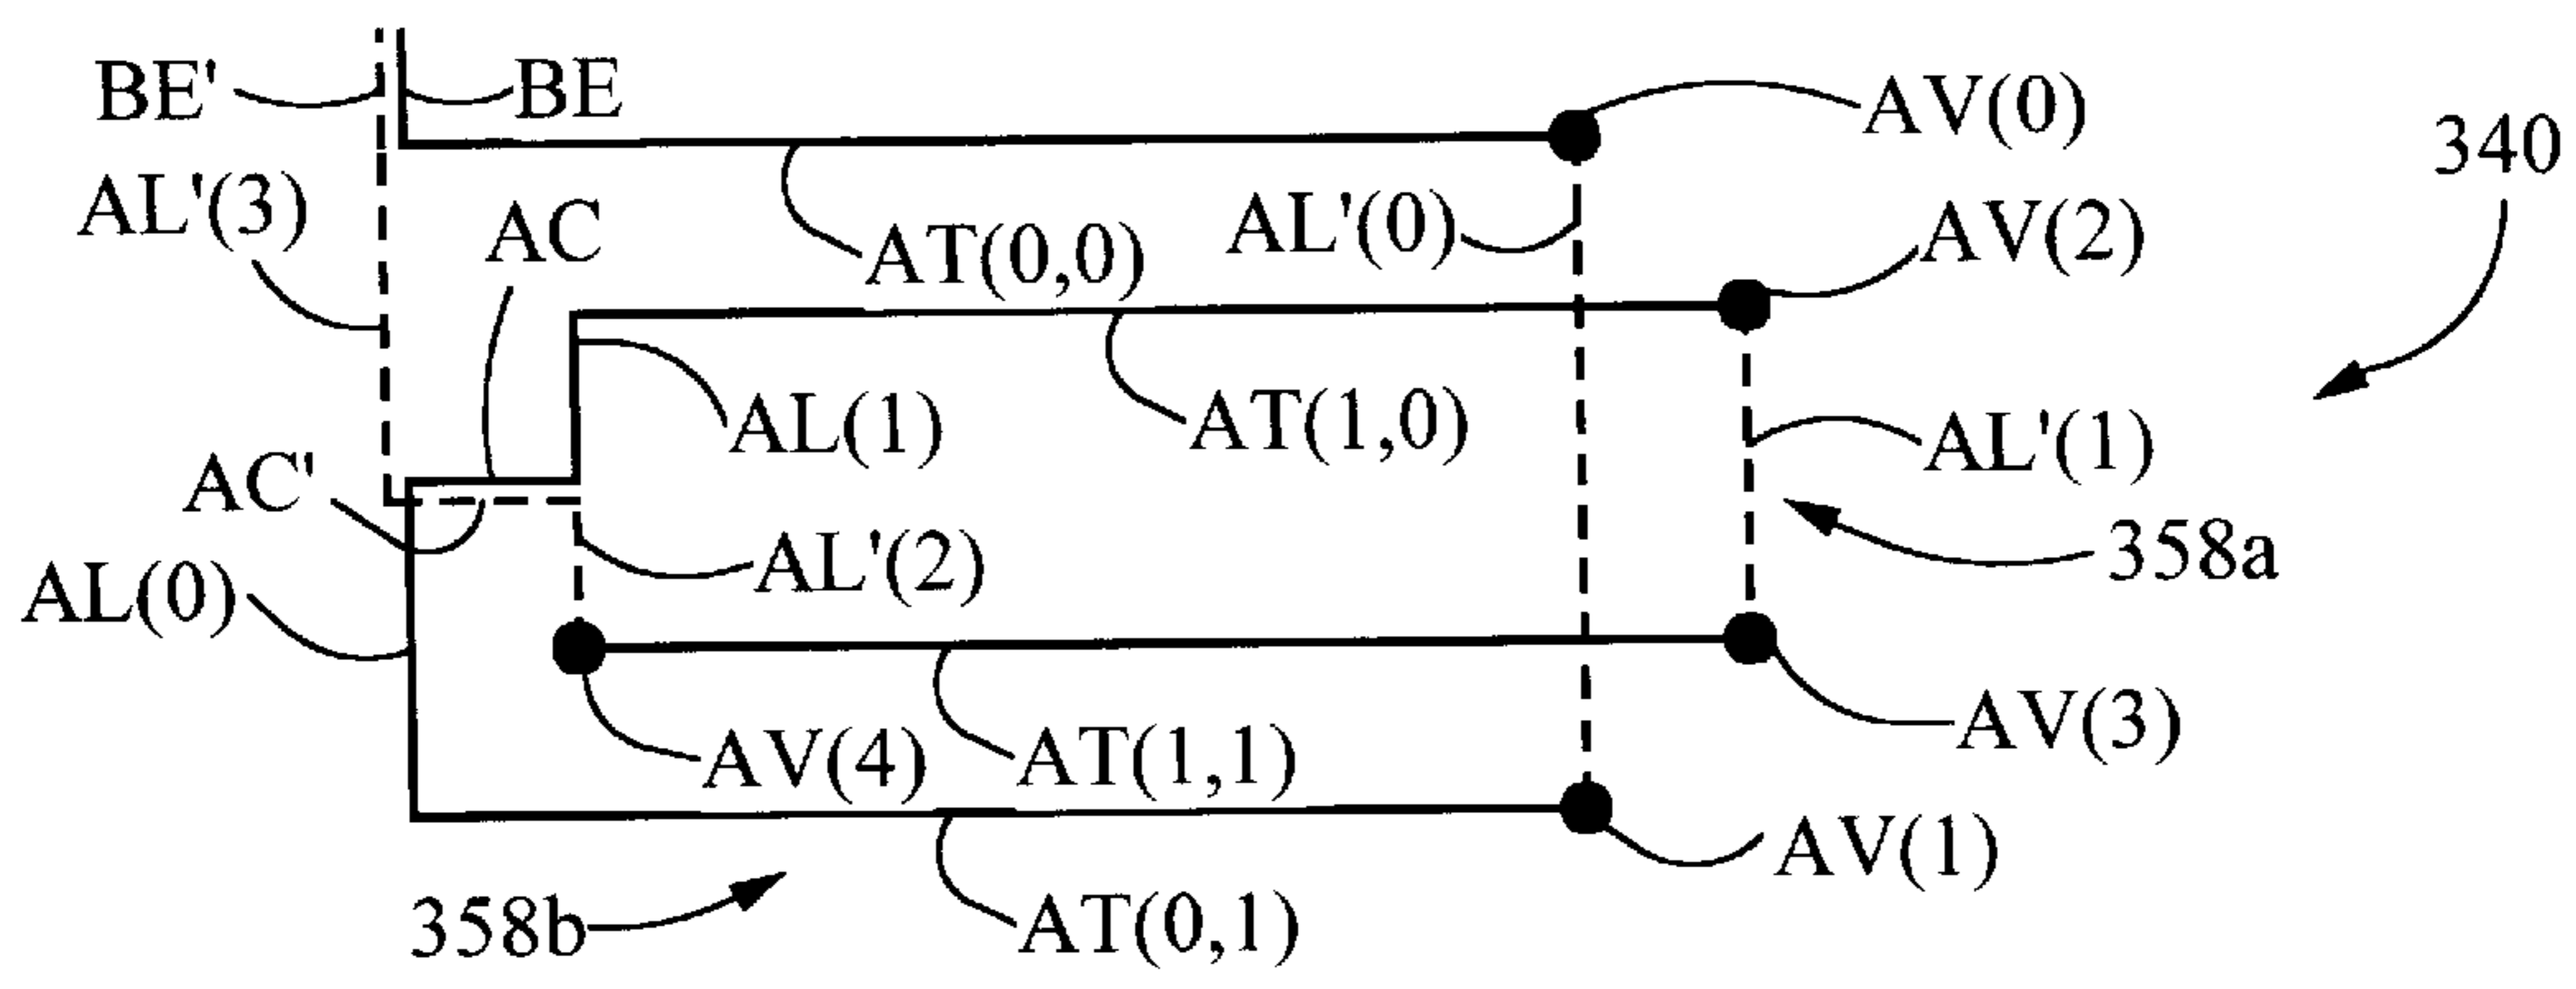 BE' BE AV(0)
340
AL'(3) AC AL'(0) AV(2)
AT(0,0)
AL(1) AT(1,0) AL'(1)
AC'
358a
AL(0) AL'(2)
AV(4) AT(1,1) AV(3)
AV(1)
358b AT(0,1)